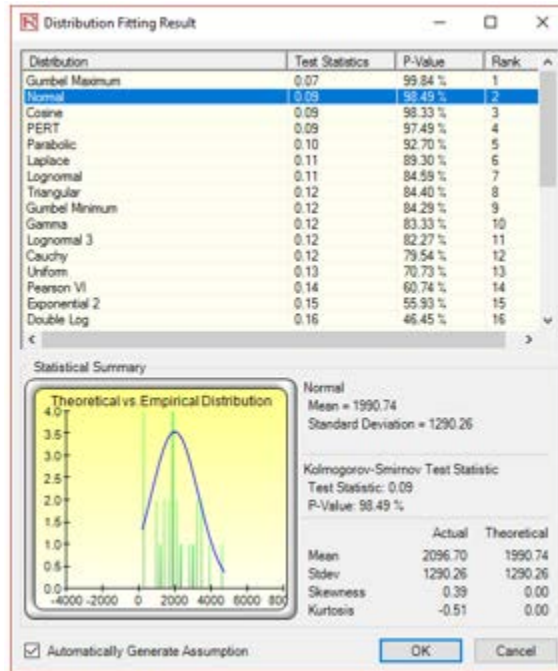 Distribution Fitting Result
Distribution Test Statistics P-Value Rank
Gumbel Maximum 0.07 99.84 % 1
Normal 0.09 98.49 % 2
Cosine 0.09 98.33 % 3
PERT 0.09 97.49 % 4
Parabolic 0.10 92.70 % 5
Laplace 0.11 89.30 % 6
Lognormal 0.11 84.59 % 7
Triangular 0.12 84.40 % 8
Gumbel Minimum 0.12 84.29 % 9
Gamma 0.12 83.33 % 10
Lognormal 3 0.12 82.27 % 11
Cauchy 0.12 79.54 % 12
Uniform 0.13 70.73 % 13
Pearson VI 0.14 60.74 % 14
Exponential 2 0.15 55.93 % 15
Double Log 0.16 46.45 % 16
Statistical Summary
Theoretical vs. Empirical Distribution
4.0
3.5
3.0
2.5
2.0
1.5
1.0
0.5
0.0
-4000 -2000 0 2000 4000 6000 800
Normal
Mean = 1990.74
Standard Deviation = 1290.26
Kolmogorov-Smirnov Test Statistic
Test Statistic: 0.09
P-Value: 98.49 %
Actual Theoretical
Mean 2096.70 1990.74
Stdev 1290.26 1290.26
Skewness 0.39 0.00
Kurtosis -0.51 0.00
Automatically Generate Assumption
OK Cancel